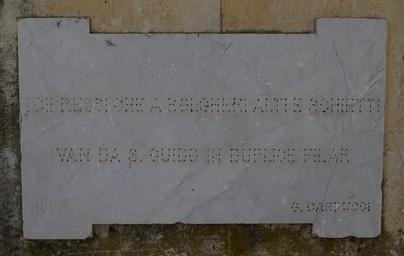 I CIPRESSI CHE A BOLGHERI ALTI E SCHIETTI
VAN DA S. GUIDO IN DUPLICE FILAR
G. CARDUCCI